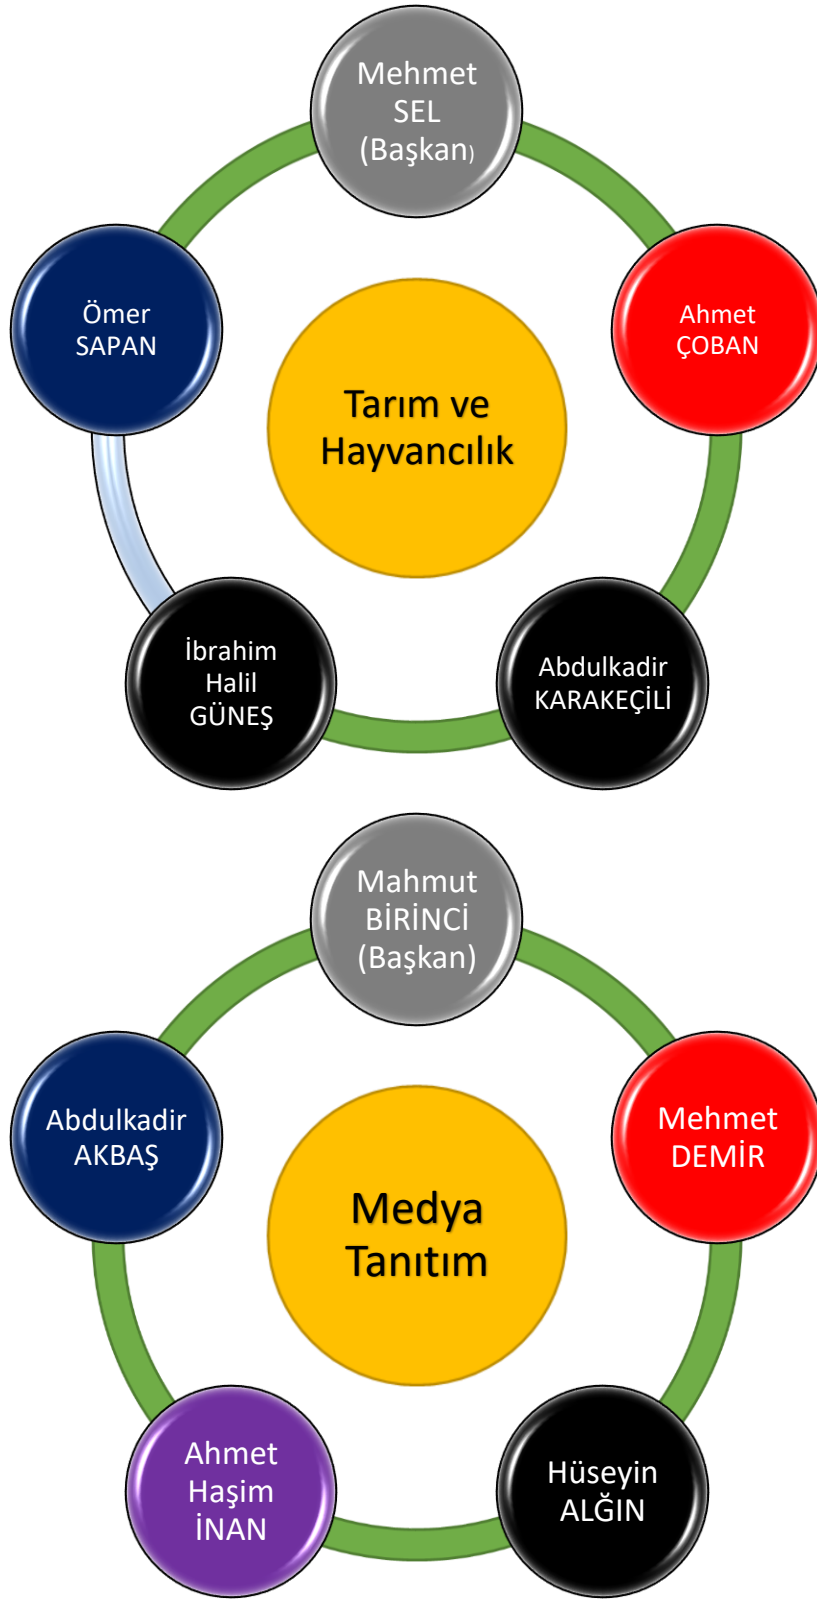 Mehmet
SEL
(Başkan)
Ömer
SAPAN
Ahmet
ÇOBAN
Tarım ve
Hayvancılık
İbrahim
Halil
GÜNEŞ
Abdulkadir
KARAKEÇİLİ
Mahmut
BİRİNCİ
(Başkan)
Abdulkadir
AKBAŞ
Mehmet
DEMİR
Medya
Tanıtım
Ahmet
Haşim
İNAN
Hüseyin
ALĞIN